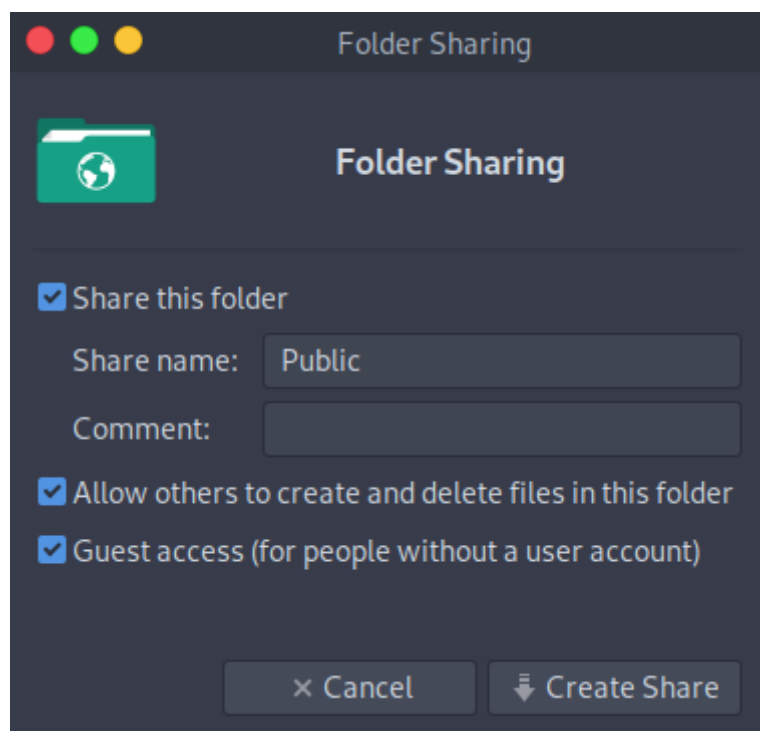 Folder Sharing
Folder Sharing
Share this folder
Share name: Public
Comment:
Allow others to create and delete files in this folder
Guest access (for people without a user account)
Cancel Create Share